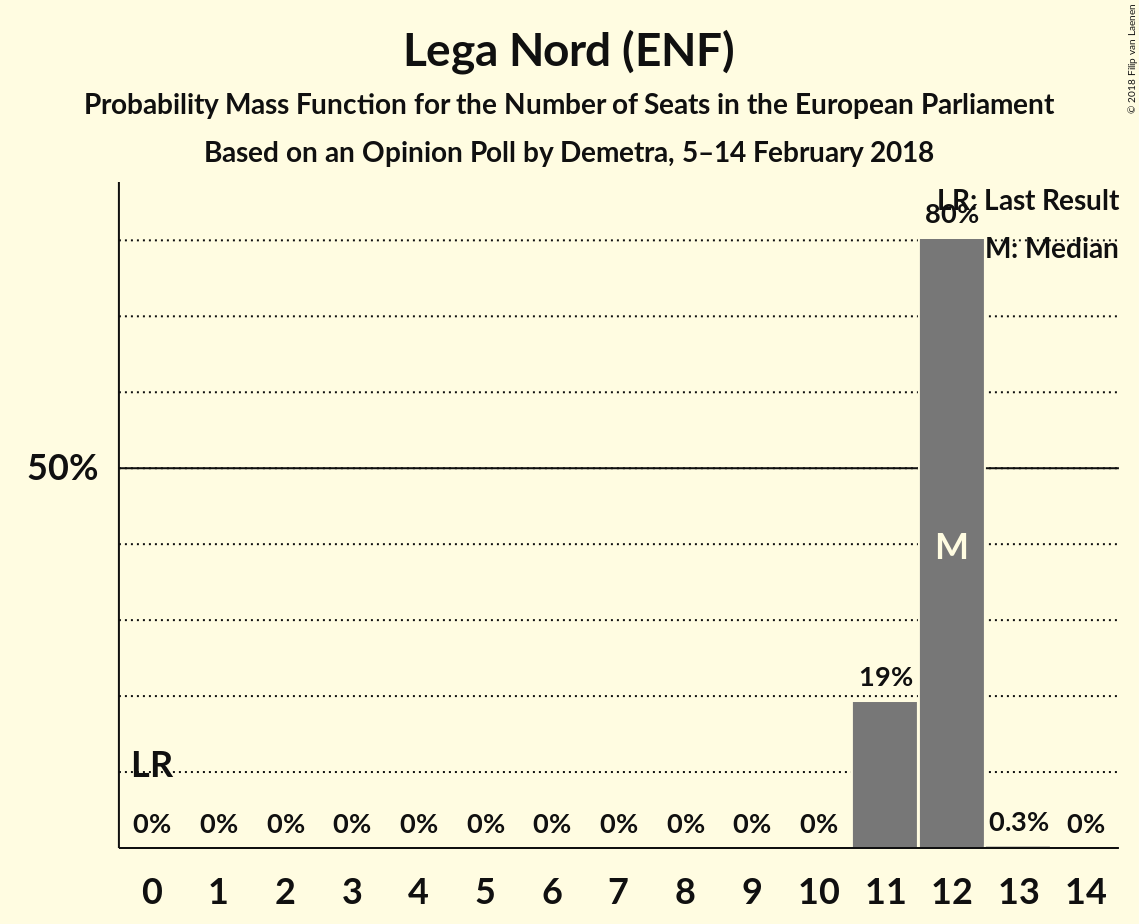 Lega Nord (ENF)
Probability Mass Function for the Number of Seats in the European Parliament
Based on an Opinion Poll by Demetra, 5–14 February 2018
© 2018 Filip van Laenen
LR: Last Result
M: Median
80%
50%
M
19%
LR
0% 0% 0% 0% 0% 0% 0% 0% 0% 0% 0% 0.3% 0%
0 1 2 3 4 5 6 7 8 9 10 11 12 13 14